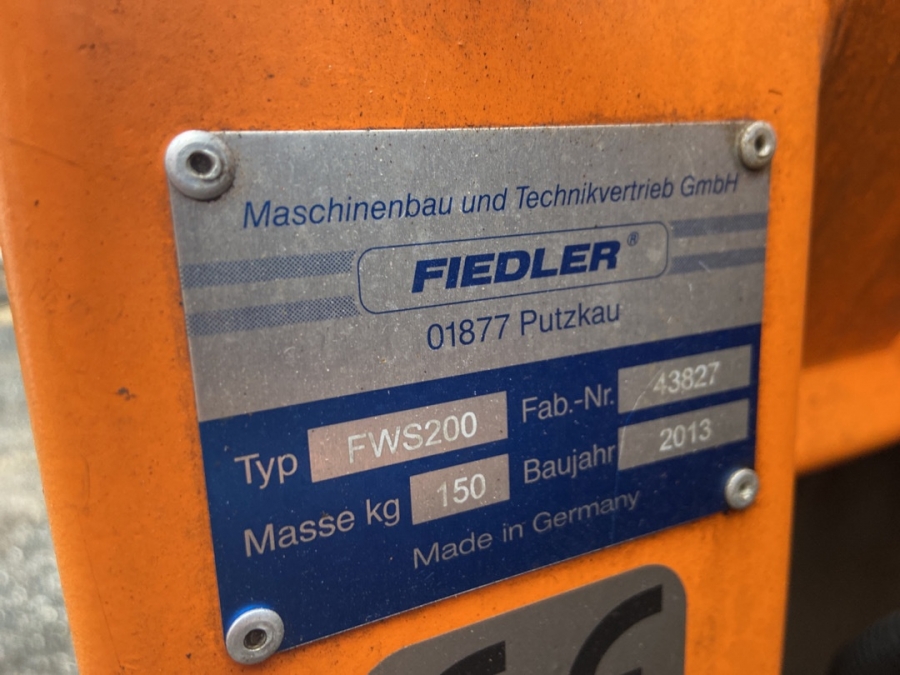 Maschinenbau und Technikvertrieb GmbH
FIEDLER®
01877 Putzkau
Typ FWS200 Fab.-Nr. 43827
Masse kg 150 Baujahr 2013
Made in Germany
CE